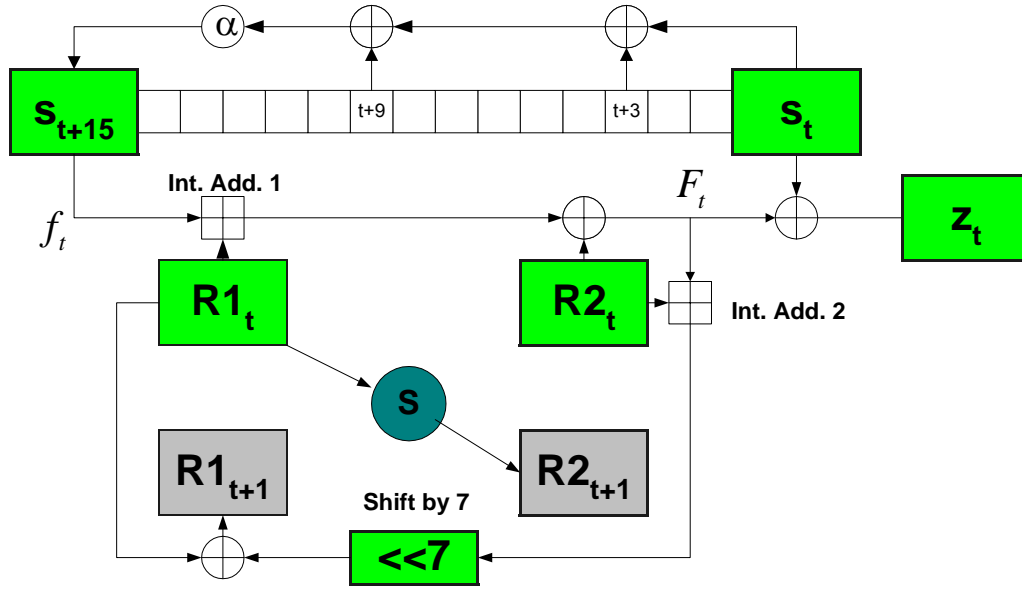 α
s_{t+15}
t+9
t+3
s_t
Int. Add. 1
f_t
F_t
z_t
R1_t
R2_t
Int. Add. 2
S
R1_{t+1}
R2_{t+1}
Shift by 7
<<7